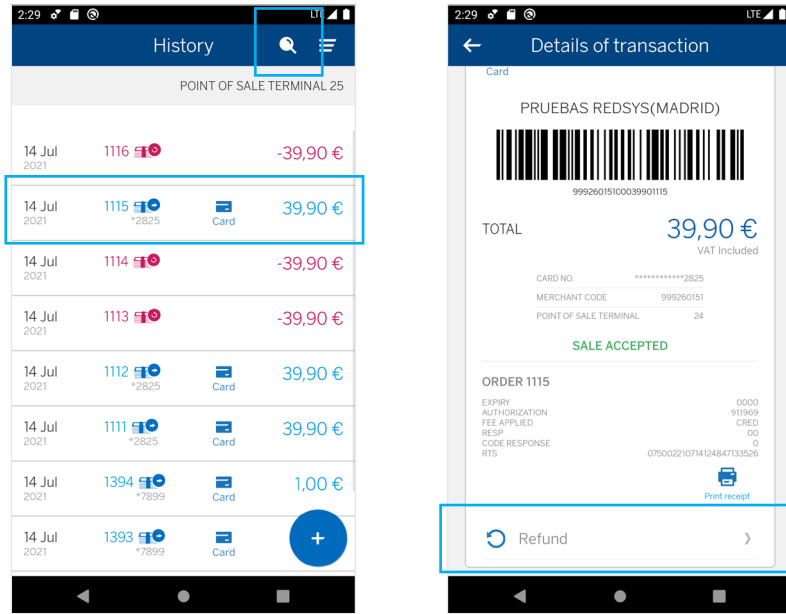 2:29
LTE
History
POINT OF SALE TERMINAL 25
14 Jul 1116 -39,90 €
2021
14 Jul 1115 39,90 €
2021 *2825 Card
14 Jul 1114 -39,90 €
2021
14 Jul 1113 -39,90 €
2021
14 Jul 1112 39,90 €
2021 *2825 Card
14 Jul 1111 39,90 €
2021 *2825 Card
14 Jul 1394 1,00 €
2021 *7899 Card
14 Jul 1393
2021 *7899 Card
+
2:29
LTE
Details of transaction
Card
PRUEBAS REDSYS(MADRID)
99926015100039901115
TOTAL 39,90 €
VAT Included
CARD NO. ************2825
MERCHANT CODE 999260151
POINT OF SALE TERMINAL 24
SALE ACCEPTED
ORDER 1115
EXPIRY 0000
AUTHORIZATION 911969
FEE APPLIED CRED
RESP 00
CODE RESPONSE 0
RTS 075002210714124847133526
Print receipt
Refund